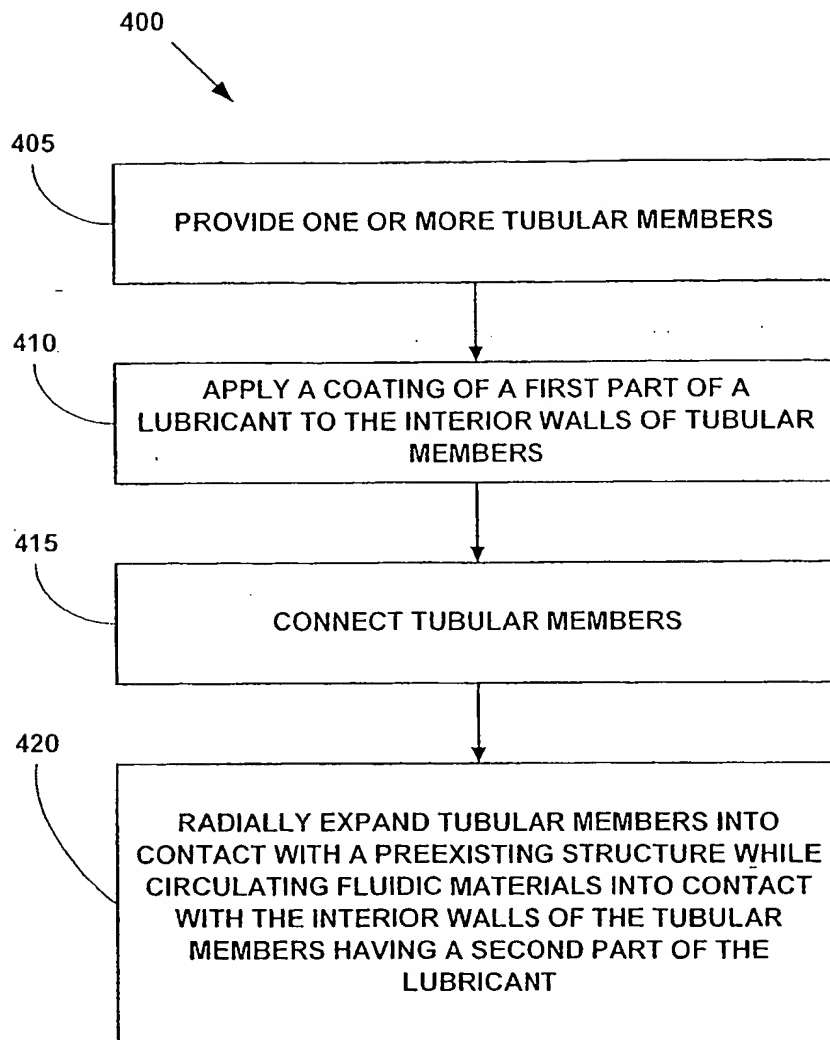 400
405
PROVIDE ONE OR MORE TUBULAR MEMBERS
410
APPLY A COATING OF A FIRST PART OF A
LUBRICANT TO THE INTERIOR WALLS OF TUBULAR
MEMBERS
415
CONNECT TUBULAR MEMBERS
420
RADIALLY EXPAND TUBULAR MEMBERS INTO
CONTACT WITH A PREEXISTING STRUCTURE WHILE
CIRCULATING FLUIDIC MATERIALS INTO CONTACT
WITH THE INTERIOR WALLS OF THE TUBULAR
MEMBERS HAVING A SECOND PART OF THE
LUBRICANT